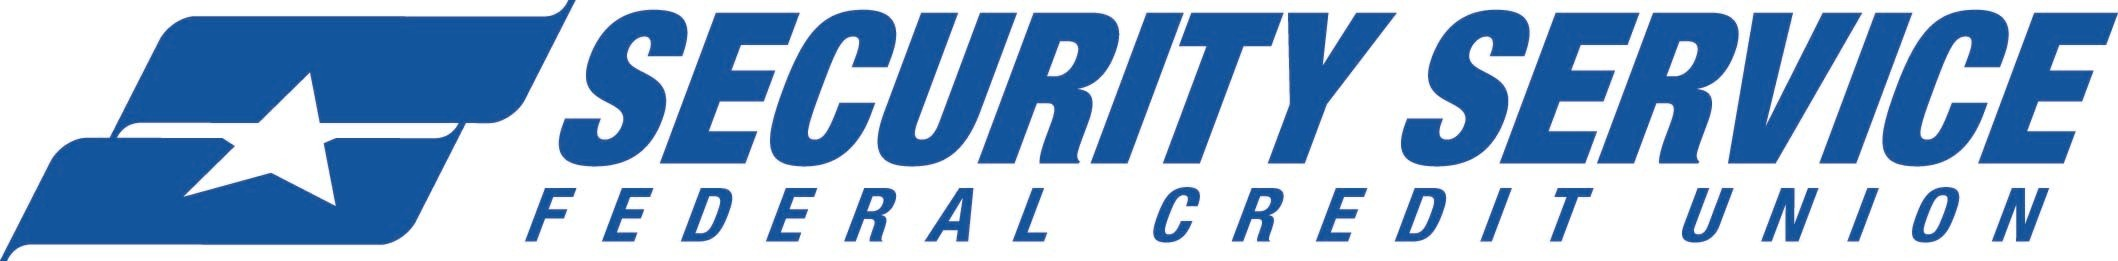 SECURITY SERVICE
FEDERAL CREDIT UNION